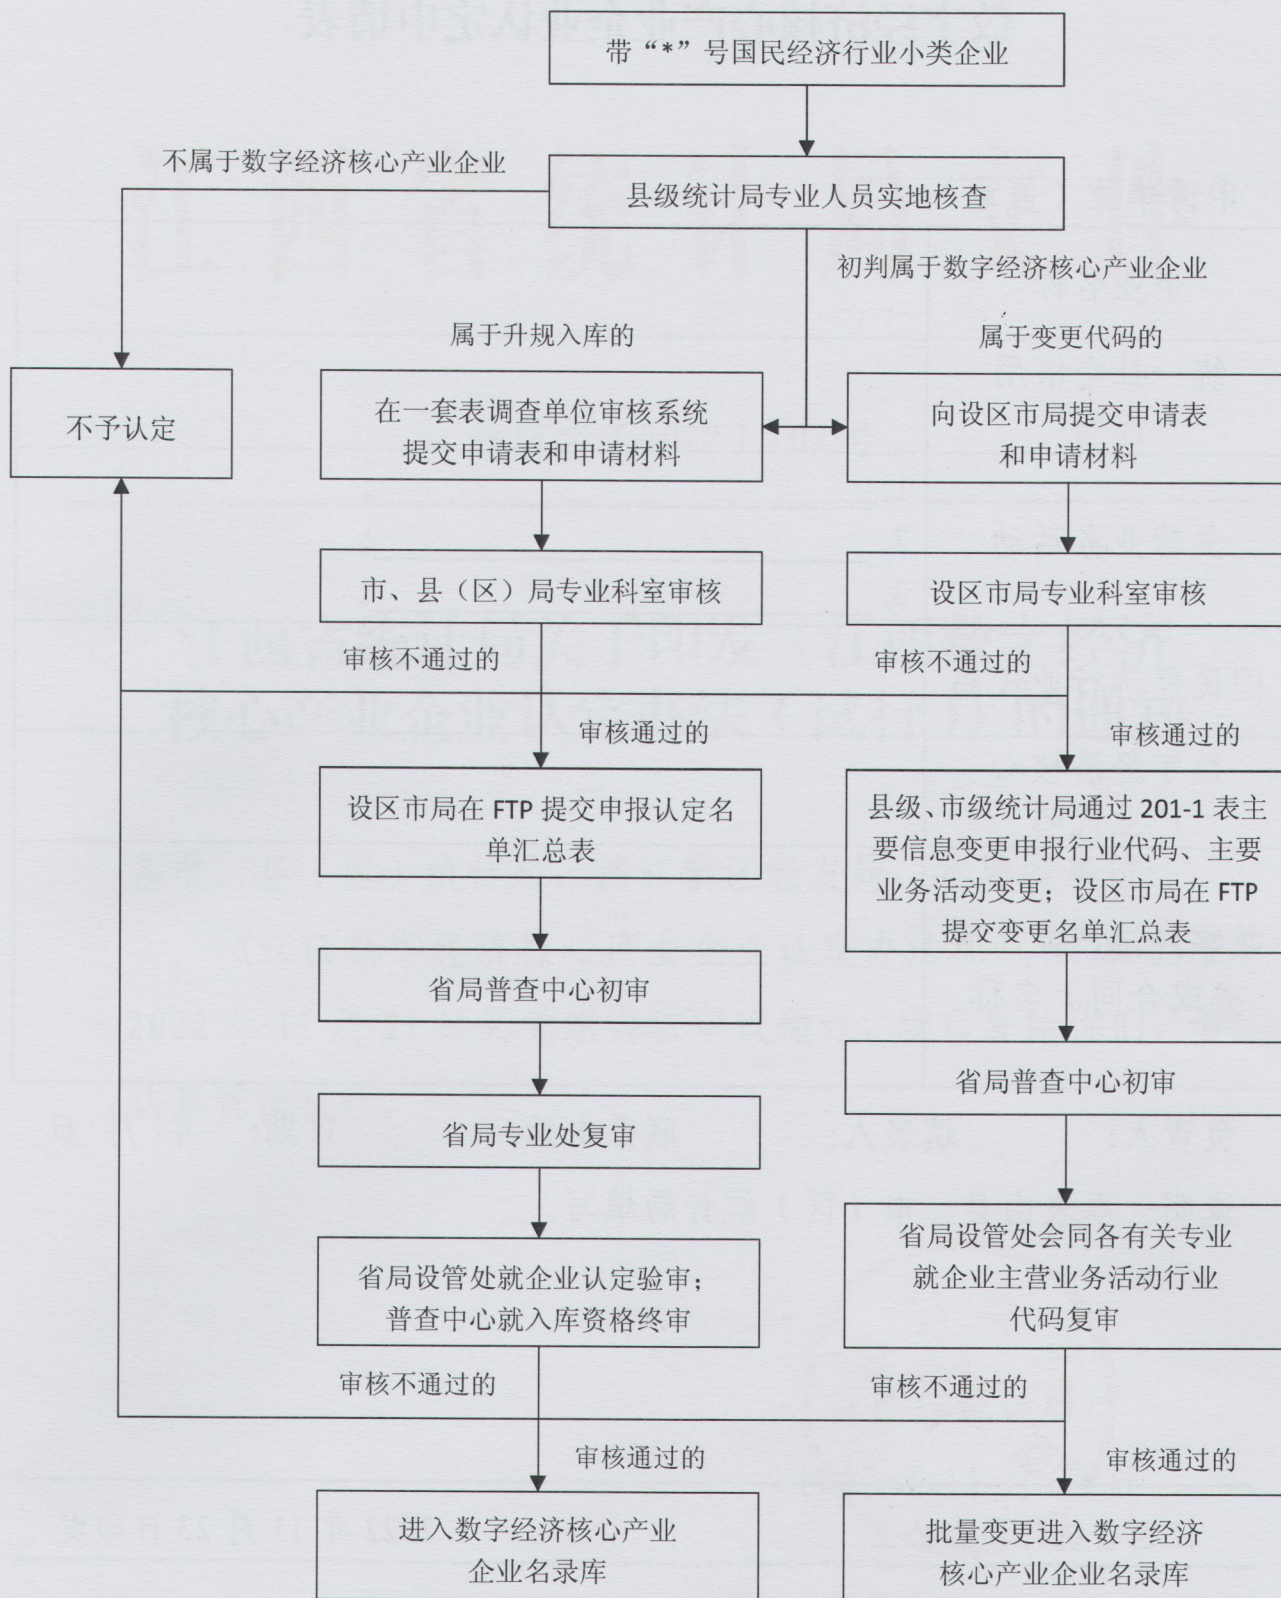 带“*”号国民经济行业小类企业
不属于数字经济核心产业企业
县级统计局专业人员实地核查
初判属于数字经济核心产业企业
属于升规入库的
属于变更代码的
不予认定
在一套表调查单位审核系统
提交申请表和申请材料
向设区市局提交申请表
和申请材料
市、县（区）局专业科室审核
设区市局专业科室审核
审核不通过的
审核不通过的
审核通过的
审核通过的
设区市局在 FTP 提交申报认定名
单汇总表
县级、市级统计局通过 201-1 表主
要信息变更申报行业代码、主要
业务活动变更；设区市局在 FTP
提交变更名单汇总表
省局普查中心初审
省局普查中心初审
省局专业处复审
省局设管处会同各有关专业
就企业主营业务活动行业
代码复审
省局设管处就企业认定验审；
普查中心就入库资格终审
审核不通过的
审核不通过的
审核通过的
审核通过的
进入数字经济核心产业
企业名录库
批量变更进入数字经济
核心产业企业名录库